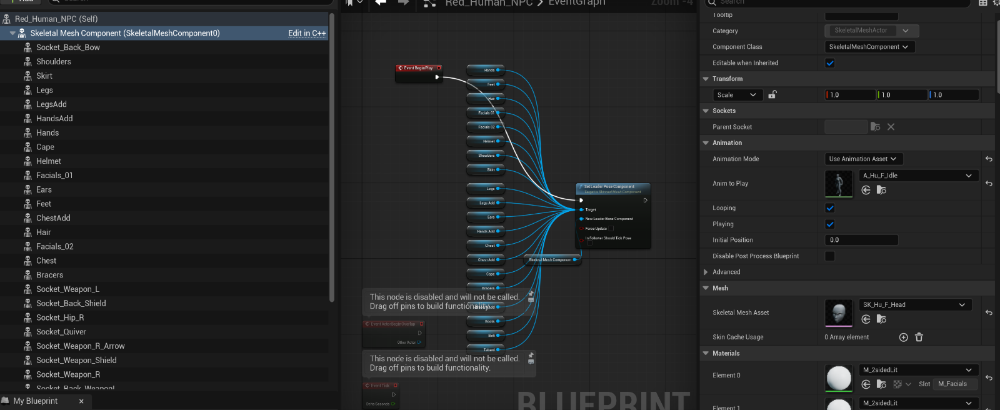 Add
Search
Red_Human_NPC (Self)
Skeletal Mesh Component (SkeletalMeshComponent0)
Edit in C++
Socket_Back_Bow
Shoulders
Skirt
Legs
LegsAdd
HandsAdd
Hands
Cape
Helmet
Facials_01
Ears
Feet
ChestAdd
Hair
Facials_02
Chest
Bracers
Socket_Weapon_L
Socket_Back_Shield
Socket_Hip_R
Socket_Quiver
Socket_Weapon_R_Arrow
Socket_Weapon_Shield
Socket_Weapon_R
Socket_Back_WeaponL
My Blueprint
Red_Human_NPC > EventGraph
Zoom -4
Event BeginPlay
Hands
Feet
Hair
Facials 01
Facials 02
Helmet
Shoulders
Skirt
Legs
Legs Add
Ears
Hands Add
Chest
Chest Add
Cape
Bracers
Boots
Belt
Tabard
Set Leader Pose Component
Target is Skinned Mesh Component
Target
New Leader Bone Component
Force Update
In Follower Should Tick Pose
Skeletal Mesh Component
This node is disabled and will not be called.
Drag off pins to build functionality.
Event ActorBeginOverlap
Other Actor
This node is disabled and will not be called.
Drag off pins to build functionality.
Event Tick
Delta Seconds
BLUEPRINT
Search
Tooltip
Category
SkeletalMeshActor
Component Class
SkeletalMeshComponent
Editable when Inherited
Transform
Scale
1.0
1.0
1.0
Sockets
Parent Socket
Animation
Animation Mode
Use Animation Asset
Anim to Play
A_Hu_F_Idle
Looping
Playing
Initial Position
0.0
Disable Post Process Blueprint
Advanced
Mesh
Skeletal Mesh Asset
SK_Hu_F_Head
Skin Cache Usage
0 Array element
Materials
Element 0
M_2sidedLit
Slot
M_Facials
Element 1
M_2sidedLit